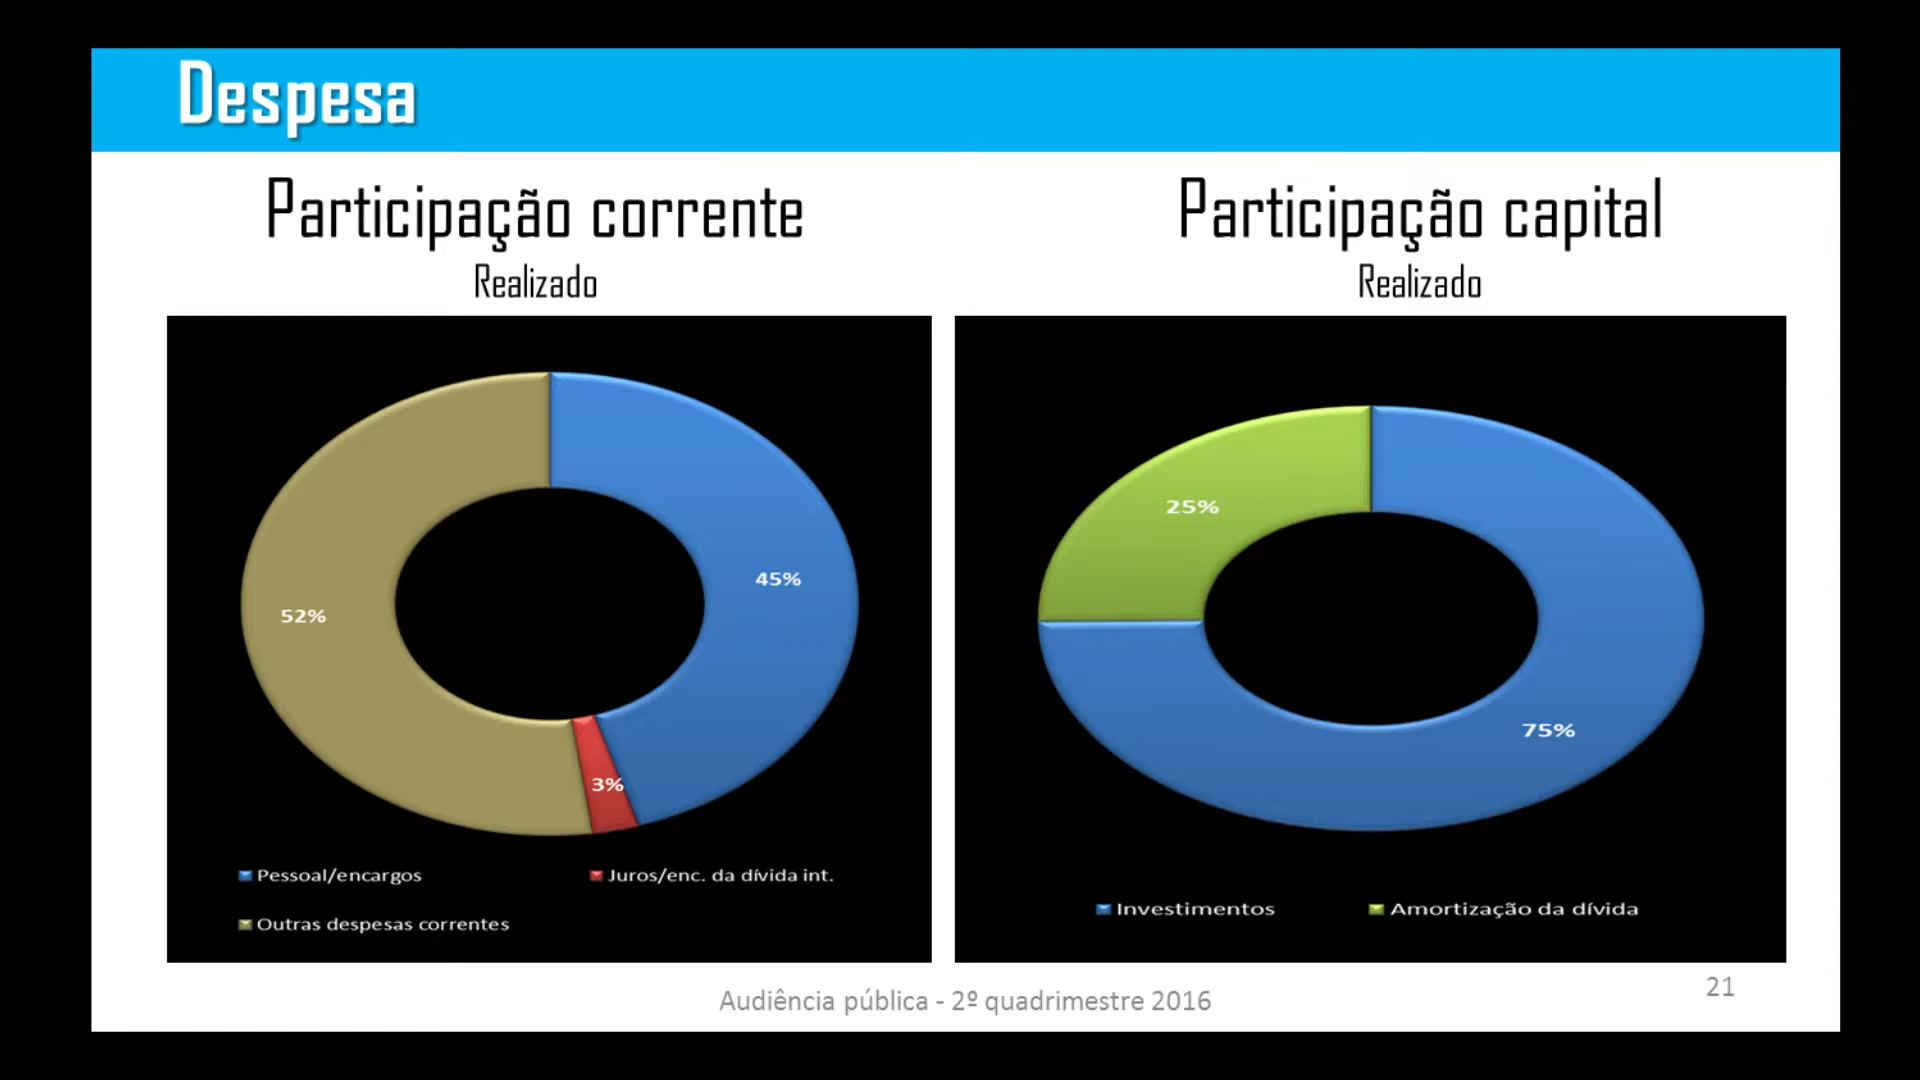 Despesa
Participação corrente
Realizado
52%
45%
3%
Pessoal/encargos
Juros/enc. da dívida int.
Outras despesas correntes
Participação capital
Realizado
25%
75%
Investimentos
Amortização da dívida
Audiência pública - 2º quadrimestre 2016
21